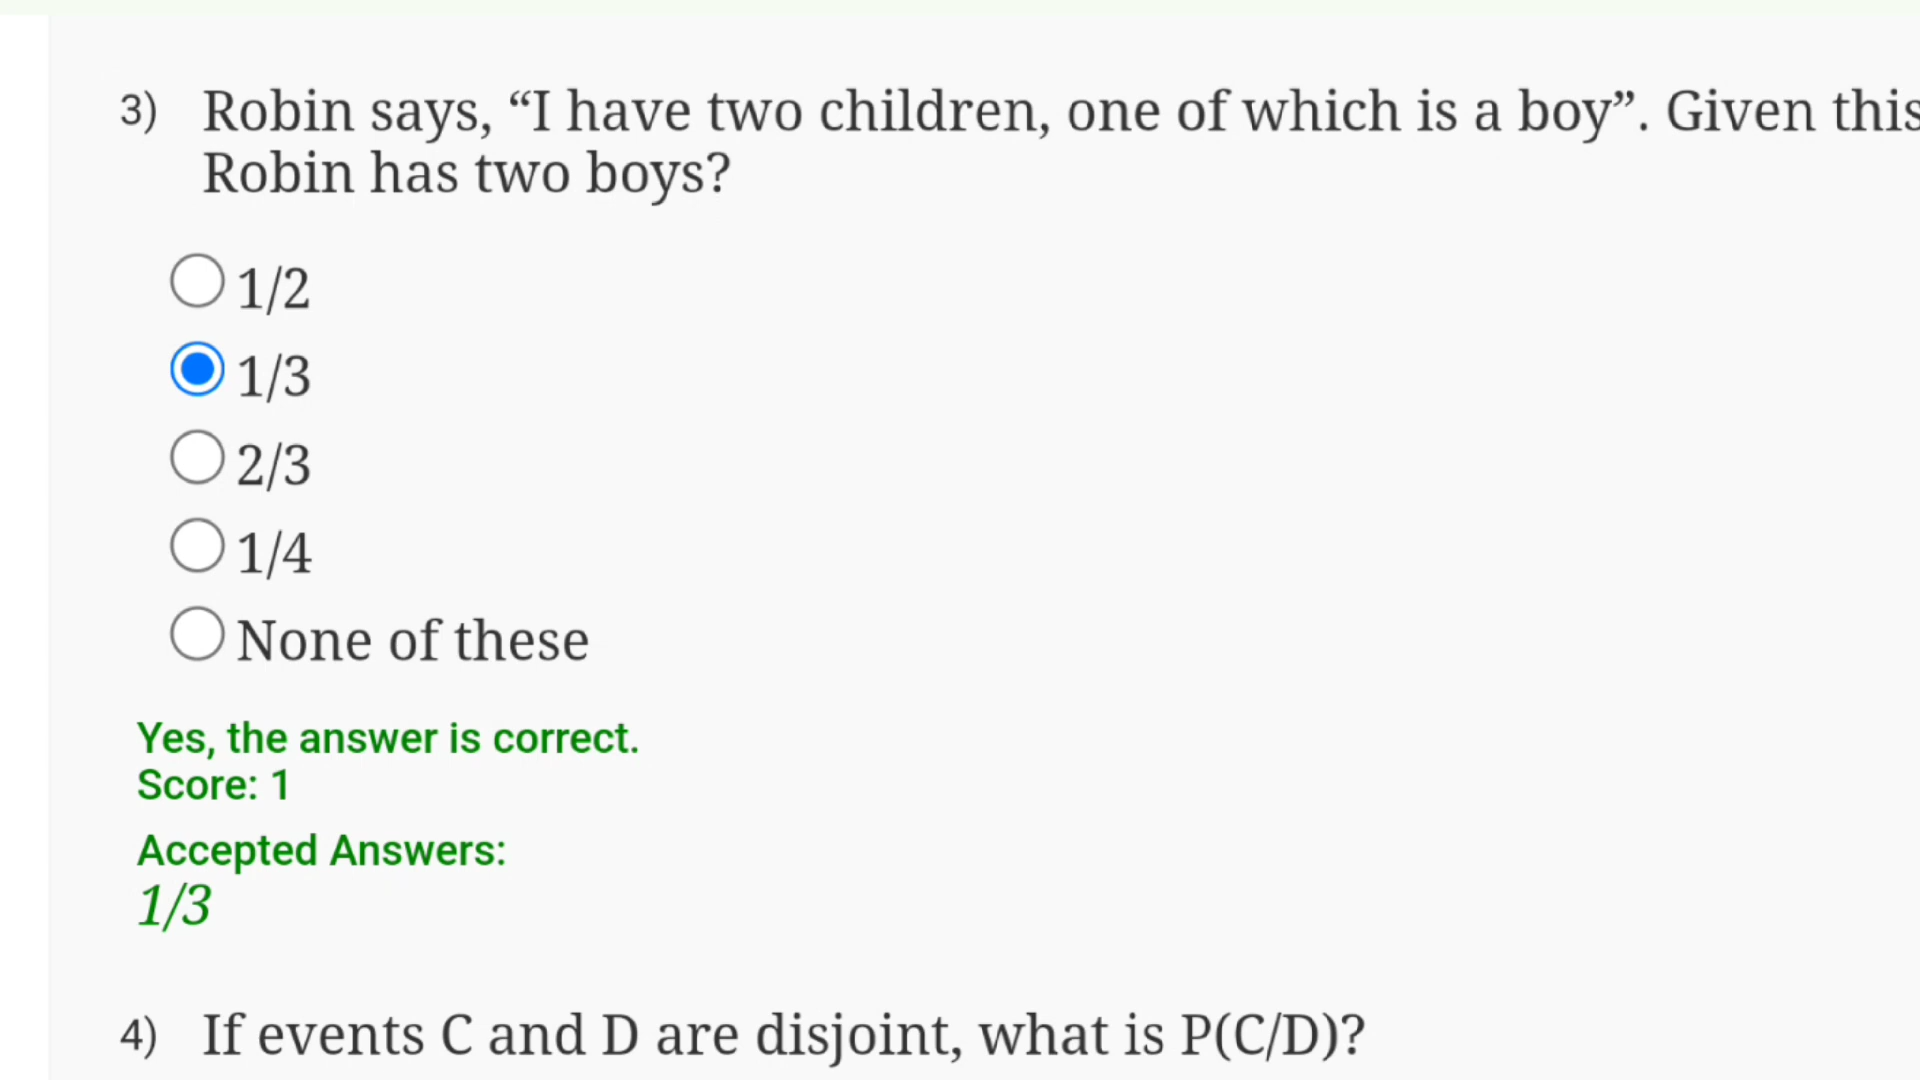 3) Robin says, “I have two children, one of which is a boy”. Given this
Robin has two boys?
1/2
1/3
2/3
1/4
None of these
Yes, the answer is correct.
Score: 1
Accepted Answers:
1/3
4) If events C and D are disjoint, what is P(C/D)?